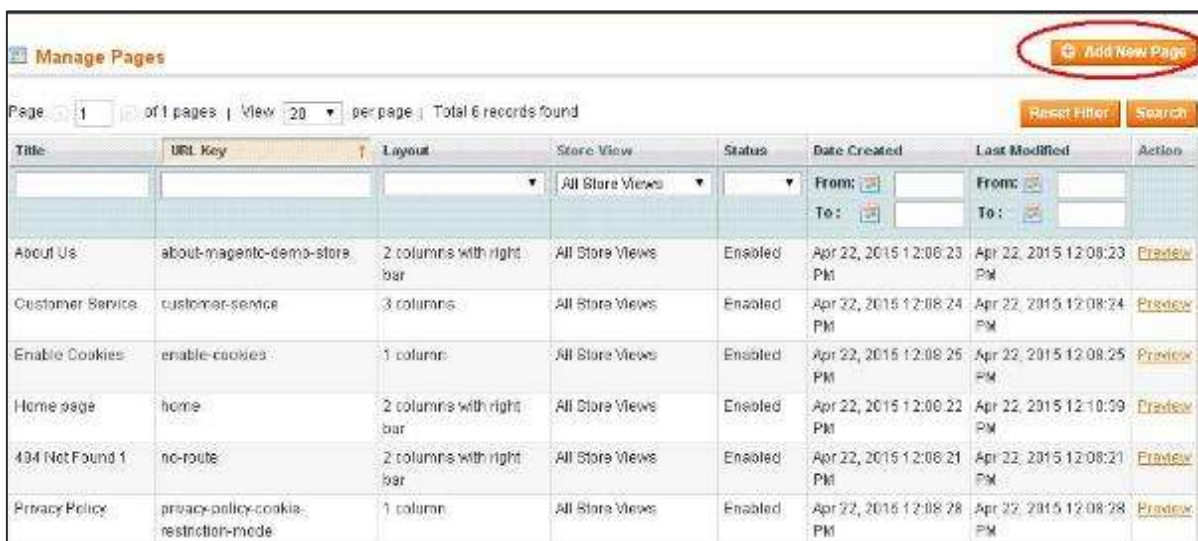 Manage Pages
Add New Page
Page 1 of 1 pages | View 20 per page | Total 6 records found
Reset Filter Search
Title URL Key Layout Store View Status Date Created Last Modified Action
All Store Views From: From:
To : To :
About Us about-magento-demo-store 2 columns with right All Store Views Enabled Apr 22, 2015 12:08:23 Apr 22, 2015 12:08:23 Preview
bar PM PM
Customer Service customer-service 3 columns All Store Views Enabled Apr 22, 2015 12:08:24 Apr 22, 2015 12:08:24 Preview
PM PM
Enable Cookies enable-cookies 1 column All Store Views Enabled Apr 22, 2015 12:08:25 Apr 22, 2015 12:08:25 Preview
PM PM
Home page home 2 columns with right All Store Views Enabled Apr 22, 2015 12:08:22 Apr 22, 2015 12:10:39 Preview
bar PM PM
404 Not Found 1 no-route 2 columns with right All Store Views Enabled Apr 22, 2015 12:08:21 Apr 22, 2015 12:08:21 Preview
bar PM PM
Privacy Policy privacy-policy-cookie- 1 column All Store Views Enabled Apr 22, 2015 12:08:28 Apr 22, 2015 12:08:28 Preview
restriction-mode PM PM